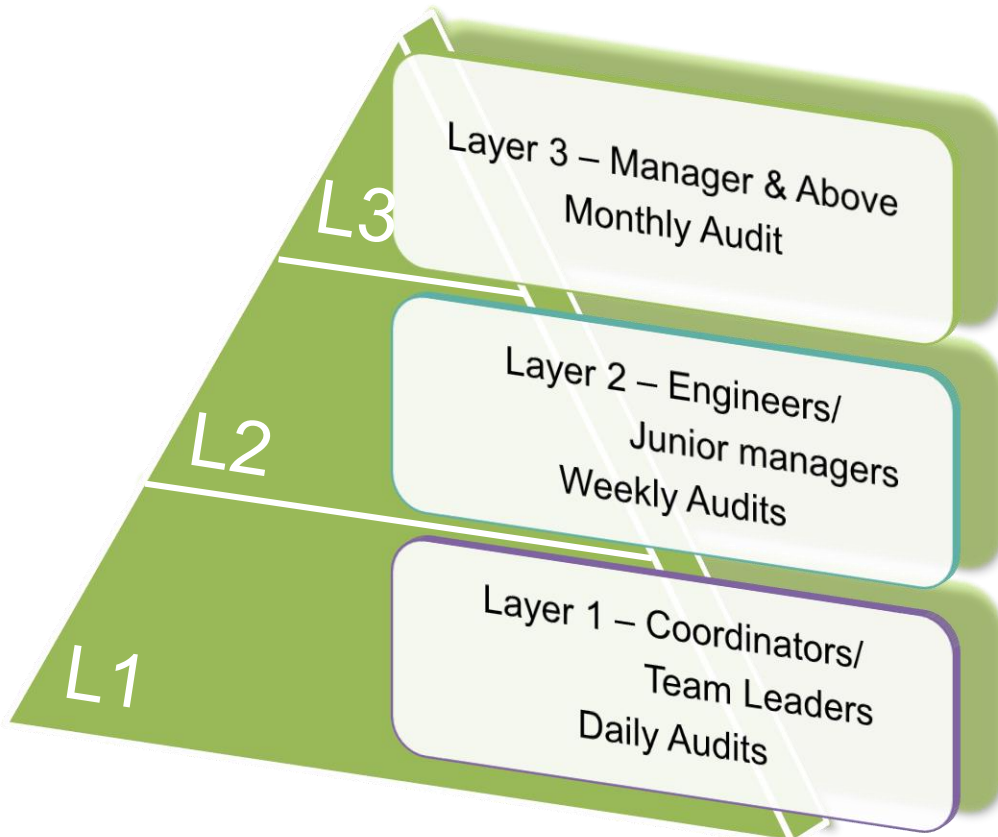 L3
Layer 3 – Manager & Above
Monthly Audit
L2
Layer 2 – Engineers/
Junior managers
Weekly Audits
L1
Layer 1 – Coordinators/
Team Leaders
Daily Audits